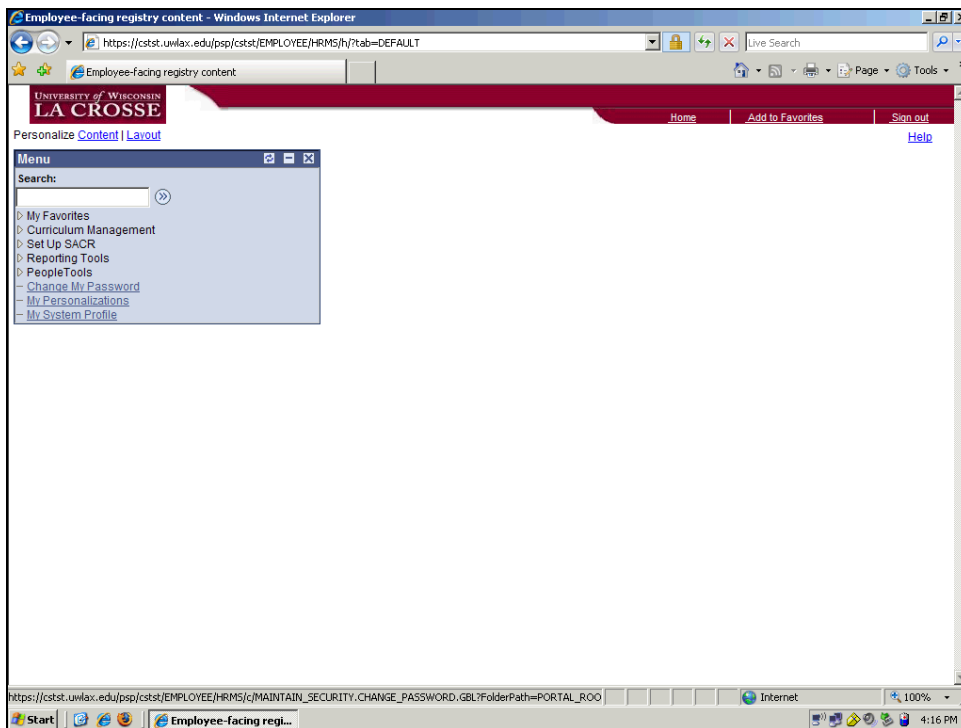 Employee-facing registry content - Windows Internet Explorer
https://cstst.uwlax.edu/psp/cstst/EMPLOYEE/HRMS/h/?tab=DEFAULT
Live Search
Employee-facing registry content
Page
Tools
UNIVERSITY of WISCONSIN
LA CROSSE
Home
Add to Favorites
Sign out
Personalize Content | Layout
Help
Menu
Search:
My Favorites
Curriculum Management
Set Up SACR
Reporting Tools
PeopleTools
Change My Password
My Personalizations
My System Profile
https://cstst.uwlax.edu/psp/cstst/EMPLOYEE/HRMS/c/MAINTAIN_SECURITY.CHANGE_PASSWORD.GBL?FolderPath=PORTAL_ROO
Internet
100%
Start
Employee-facing regi...
4:16 PM